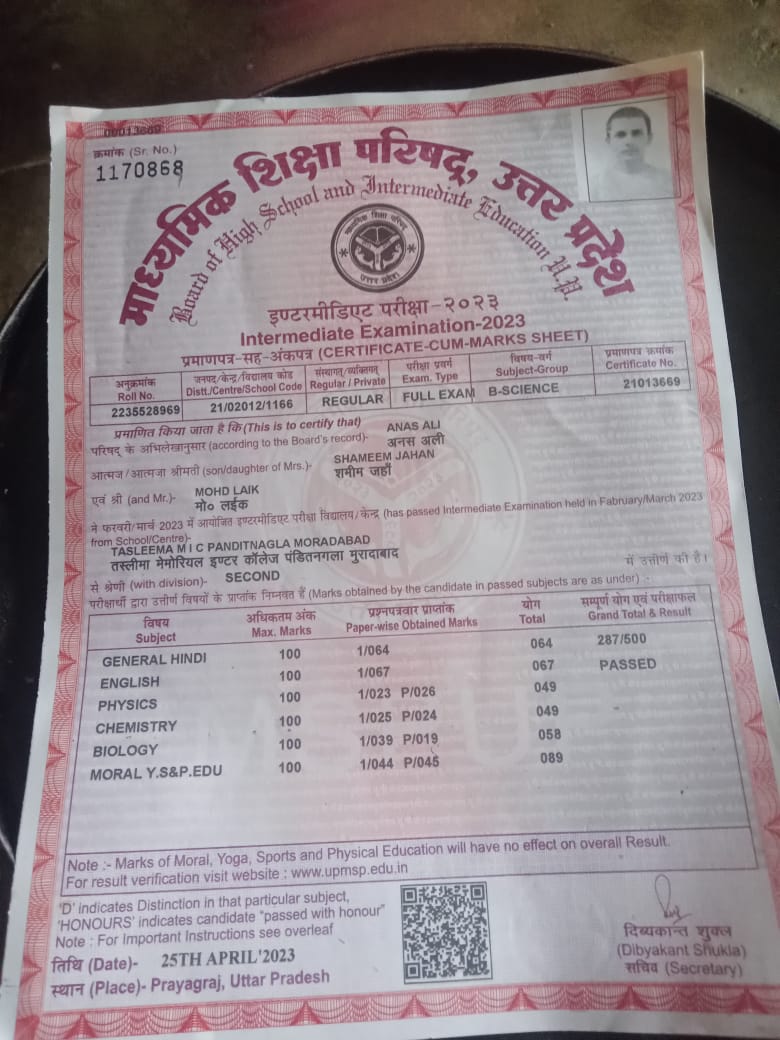 00013669
क्रमांक (Sr. No.)
1170868
माध्यमिक शिक्षा परिषद्, उत्तर प्रदेश
Board of High School and Intermediate Education U.P.
माध्यमिक शिक्षा परिषद्
उत्तर प्रदेश
इण्टरमीडिएट परीक्षा-२०२३
Intermediate Examination-2023
प्रमाणपत्र-सह-अंकपत्र (CERTIFICATE-CUM-MARKS SHEET)
अनुक्रमांक जनपद/केन्द्र/विद्यालय कोड संस्थागत/व्यक्तिगत परीक्षा प्रवर्ग विषय-वर्ग प्रमाणपत्र क्रमांक
Roll No. Distt./Centre/School Code Regular / Private Exam. Type Subject-Group Certificate No.
2235528969 21/02012/1166 REGULAR FULL EXAM B-SCIENCE 21013669
प्रमाणित किया जाता है कि (This is to certify that) ANAS ALI
परिषद् के अभिलेखानुसार (according to the Board's record)- अनस अली
SHAMEEM JAHAN
आत्मज/आत्मजा श्रीमती (son/daughter of Mrs.)- शमीम जहाँ
MOHD LAIK
एवं श्री (and Mr.)- मो० लईक
ने फरवरी/मार्च 2023 में आयोजित इण्टरमीडिएट परीक्षा विद्यालय/केन्द्र (has passed Intermediate Examination held in Fabruary/March 2023
from School/Centre)-
TASLEEMA M I C PANDITNAGLA MORADABAD
तस्लीमा मेमोरियल इण्टर कॉलेज पंडितनगला मुरादाबाद में उत्तीर्ण की है।
से श्रेणी (with division)- SECOND
परीक्षार्थी द्वारा उत्तीर्ण विषयों के प्राप्तांक निम्नवत हैं (Marks obtained by the candidate in passed subjects are as under) :-
विषय अधिकतम अंक प्रश्नपत्रवार प्राप्तांक योग सम्पूर्ण योग एवं परीक्षाफल
Subject Max. Marks Paper-wise Obtained Marks Total Grand Total & Result
GENERAL HINDI 100 1/064 064 287/500
ENGLISH 100 1/067 067 PASSED
PHYSICS 100 1/023 P/026 049
CHEMISTRY 100 1/025 P/024 049
BIOLOGY 100 1/039 P/019 058
MORAL Y.S&P.EDU 100 1/044 P/045 089
Note :- Marks of Moral, Yoga, Sports and Physical Education will have no effect on overall Result.
For result verification visit website : www.upmsp.edu.in
'D' indicates Distinction in that particular subject,
'HONOURS' indicates candidate "passed with honour"
Note : For Important Instructions see overleaf
तिथि (Date)- 25TH APRIL'2023
स्थान (Place)- Prayagraj, Uttar Pradesh
दिब्यकान्त शुक्ल
(Dibyakant Shukla)
सचिव (Secretary)